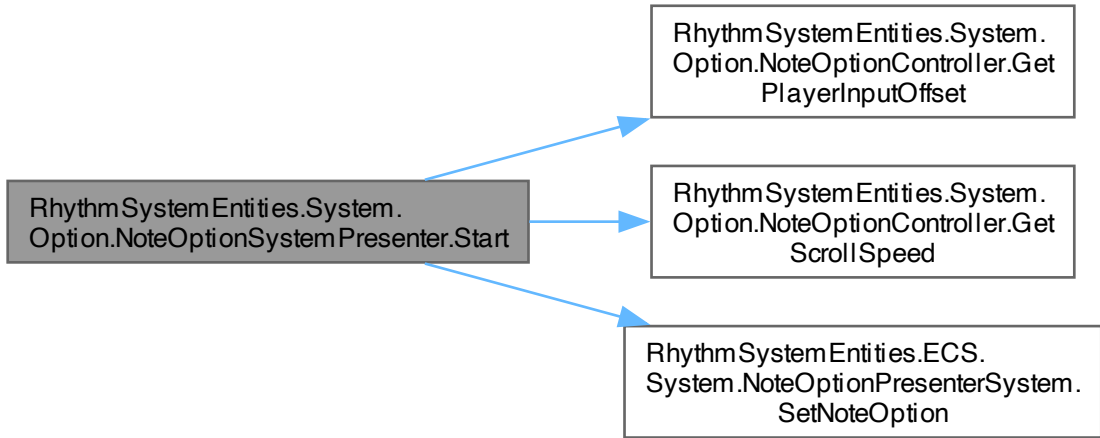 RhythmSystemEntities.System.
Option.NoteOptionController.Get
PlayerInputOffset
RhythmSystemEntities.System.
Option.NoteOptionSystemPresenter.Start
RhythmSystemEntities.System.
Option.NoteOptionController.Get
ScrollSpeed
RhythmSystemEntities.ECS.
System.NoteOptionPresenterSystem.
SetNoteOption